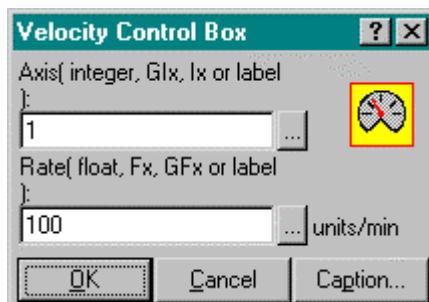 Velocity Control Box
Axis( integer, GIx, Ix or label
):
1
...
Rate( float, Fx, GFx or label
):
100
...
units/min
OK
Cancel
Caption...